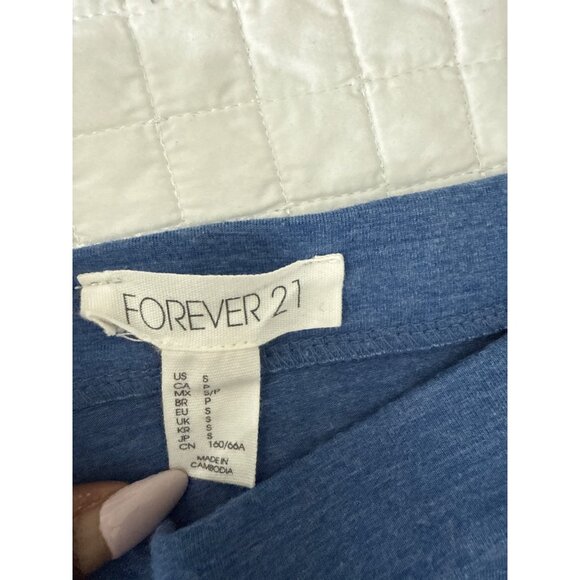 FOREVER 21
US S
CA P
MX S/P
BR P
EU S
UK S
KR S
JP S
CN 160/66A
MADE IN
CAMBODIA